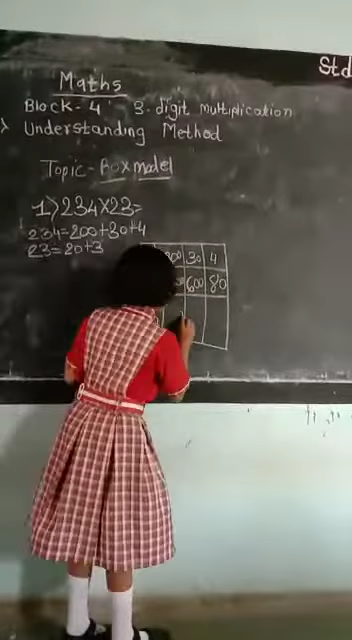 Std
Maths
Block-4 3-digit multiplication
Understanding Method
Topic-Box model
1) 234×23=
234=200+30+4
23=20+3
30 4
600 80